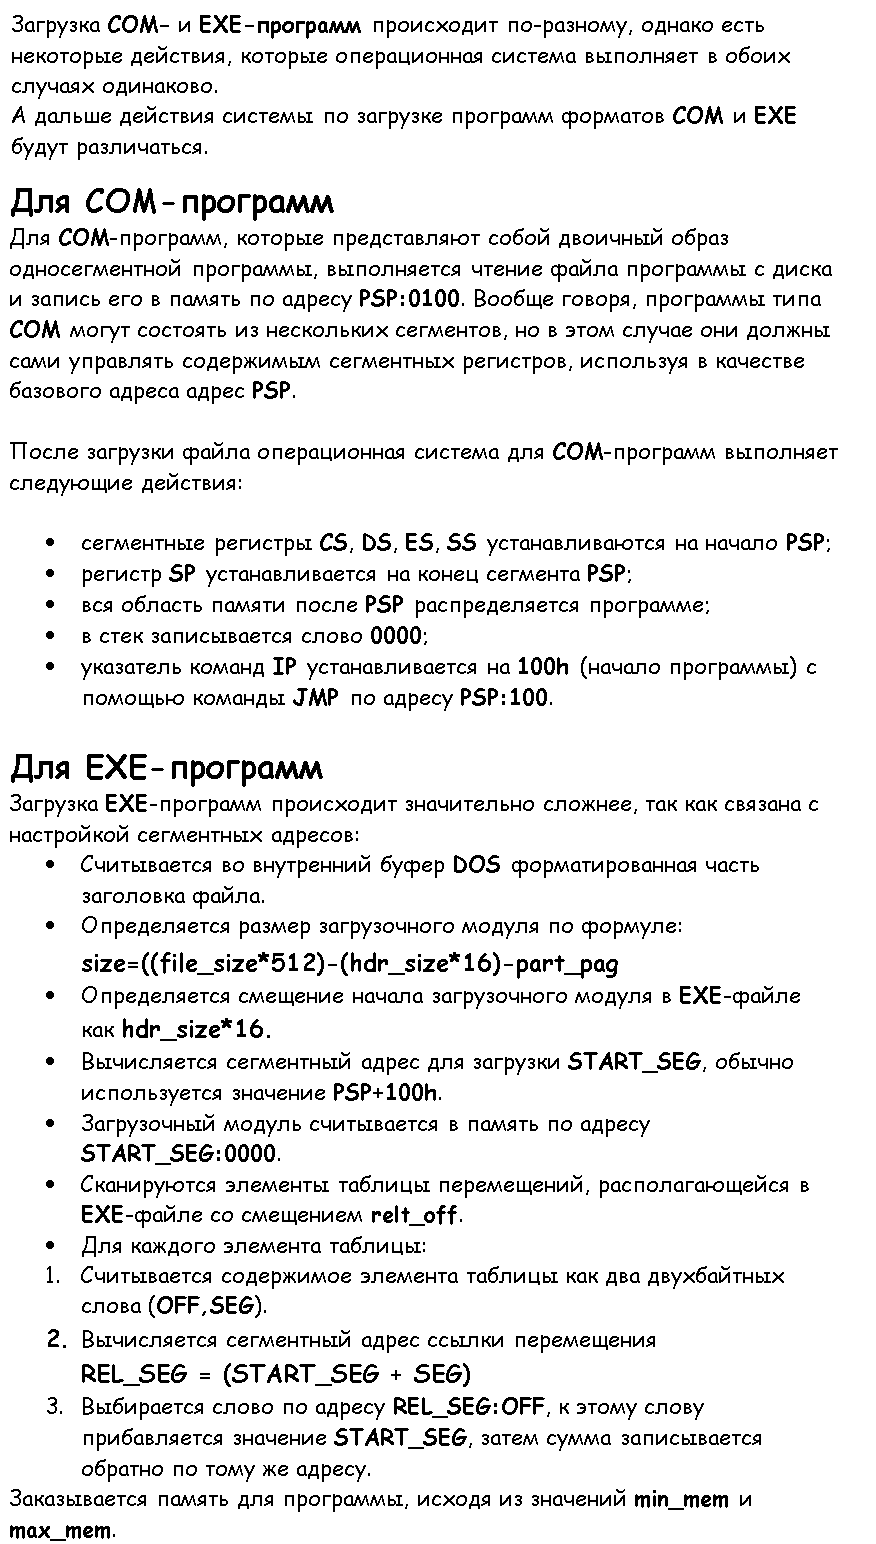 Загрузка COM– и EXE–программ происходит по-разному, однако есть
некоторые действия, которые операционная система выполняет в обоих
случаях одинаково.
А дальше действия системы по загрузке программ форматов COM и EXE
будут различаться.
Для COM–программ
Для COM-программ, которые представляют собой двоичный образ
односегментной программы, выполняется чтение файла программы с диска
и запись его в память по адресу PSP:0100. Вообще говоря, программы типа
COM могут состоять из нескольких сегментов, но в этом случае они должны
сами управлять содержимым сегментных регистров, используя в качестве
базового адреса адрес PSP.
После загрузки файла операционная система для COM-программ выполняет
следующие действия:
• сегментные регистры CS, DS, ES, SS устанавливаются на начало PSP;
• регистр SP устанавливается на конец сегмента PSP;
• вся область памяти после PSP распределяется программе;
• в стек записывается слово 0000;
• указатель команд IP устанавливается на 100h (начало программы) с
помощью команды JMP по адресу PSP:100.
Для EXE–программ
Загрузка EXE-программ происходит значительно сложнее, так как связана с
настройкой сегментных адресов:
• Считывается во внутренний буфер DOS форматированная часть
заголовка файла.
• Определяется размер загрузочного модуля по формуле:
size=((file_size*512)-(hdr_size*16)-part_pag
• Определяется смещение начала загрузочного модуля в EXE-файле
как hdr_size*16.
• Вычисляется сегментный адрес для загрузки START_SEG, обычно
используется значение PSP+100h.
• Загрузочный модуль считывается в память по адресу
START_SEG:0000.
• Сканируются элементы таблицы перемещений, располагающейся в
EXE-файле со смещением relt_off.
• Для каждого элемента таблицы:
1. Считывается содержимое элемента таблицы как два двухбайтных
слова (OFF,SEG).
2. Вычисляется сегментный адрес ссылки перемещения
REL_SEG = (START_SEG + SEG)
3. Выбирается слово по адресу REL_SEG:OFF, к этому слову
прибавляется значение START_SEG, затем сумма записывается
обратно по тому же адресу.
Заказывается память для программы, исходя из значений min_mem и
max_mem.